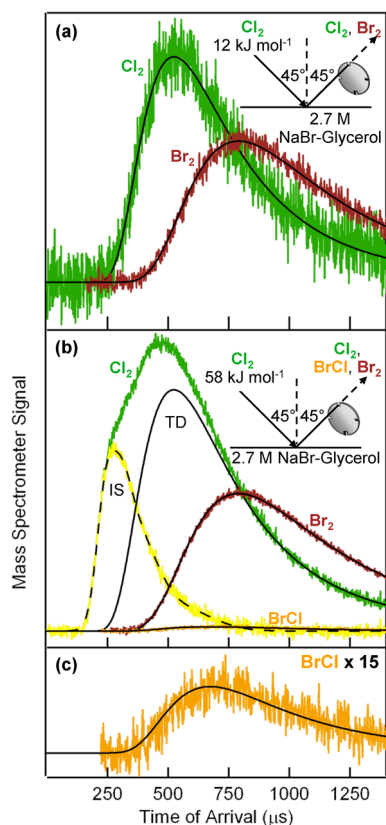 (a)
Cl₂
Cl₂, Br₂
12 kJ mol⁻¹
45° 45°
Cl₂
2.7 M
NaBr-Glycerol
Br₂
(b)
Cl₂,
Cl₂
Cl₂
BrCl, Br₂
58 kJ mol⁻¹
45° 45°
TD
2.7 M NaBr-Glycerol
IS
Br₂
BrCl
(c)
BrCl x 15
Mass Spectrometer Signal
250 500 750 1000 1250
Time of Arrival (μs)